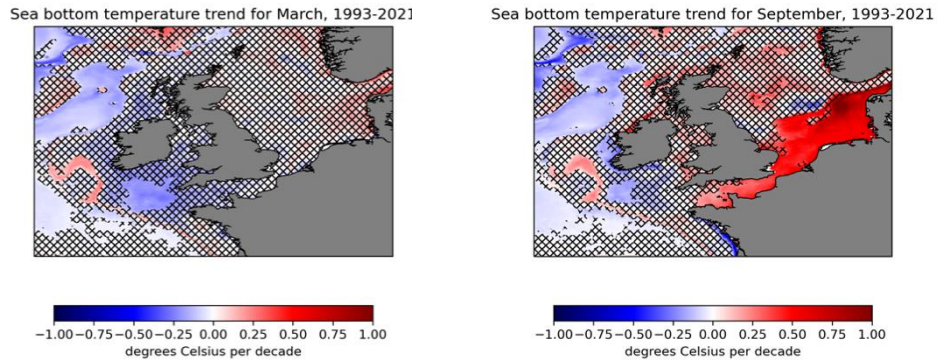 Sea bottom temperature trend for March, 1993-2021
Sea bottom temperature trend for September, 1993-2021
−1.00 −0.75 −0.50 −0.25 0.00 0.25 0.50 0.75 1.00
degrees Celsius per decade
−1.00 −0.75 −0.50 −0.25 0.00 0.25 0.50 0.75 1.00
degrees Celsius per decade